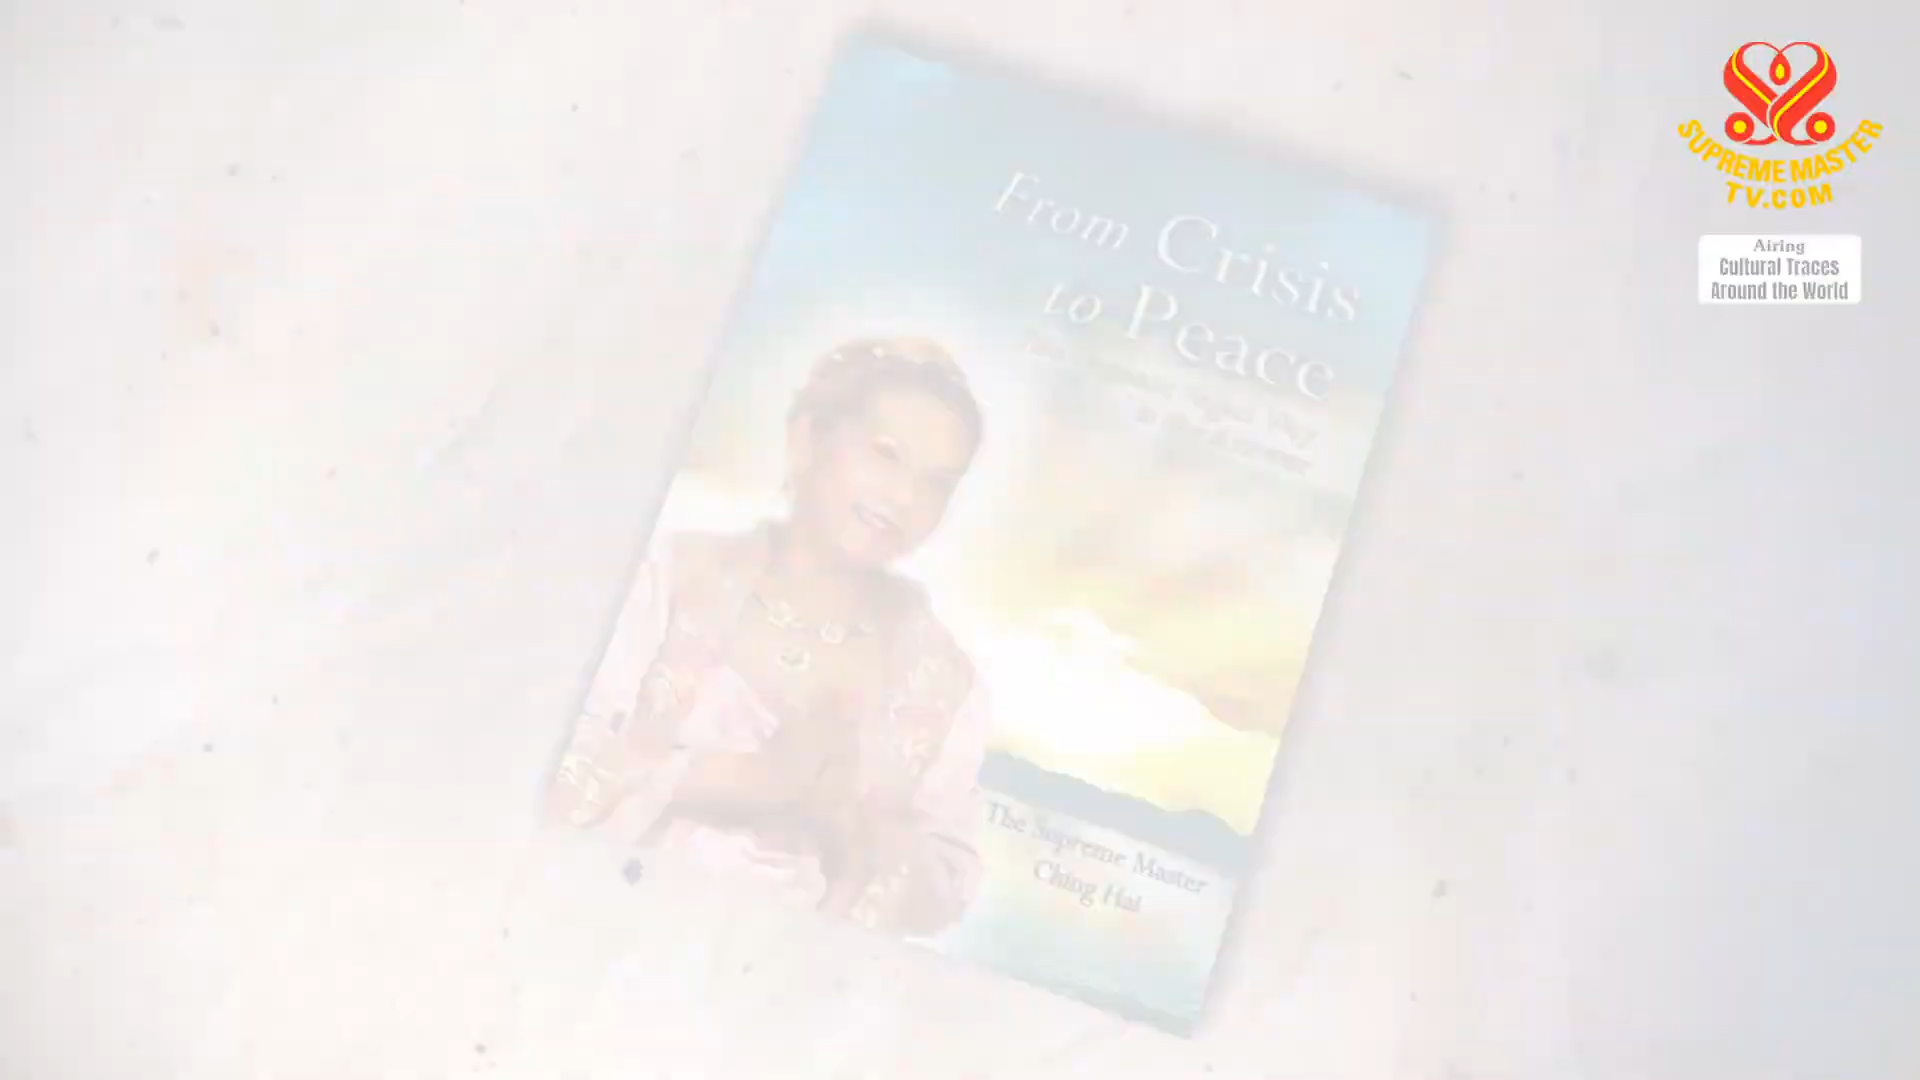 From Crisis
to Peace
The Supreme Master
Ching Hai
SUPREME MASTER
TV.COM
Airing
Cultural Traces
Around the World